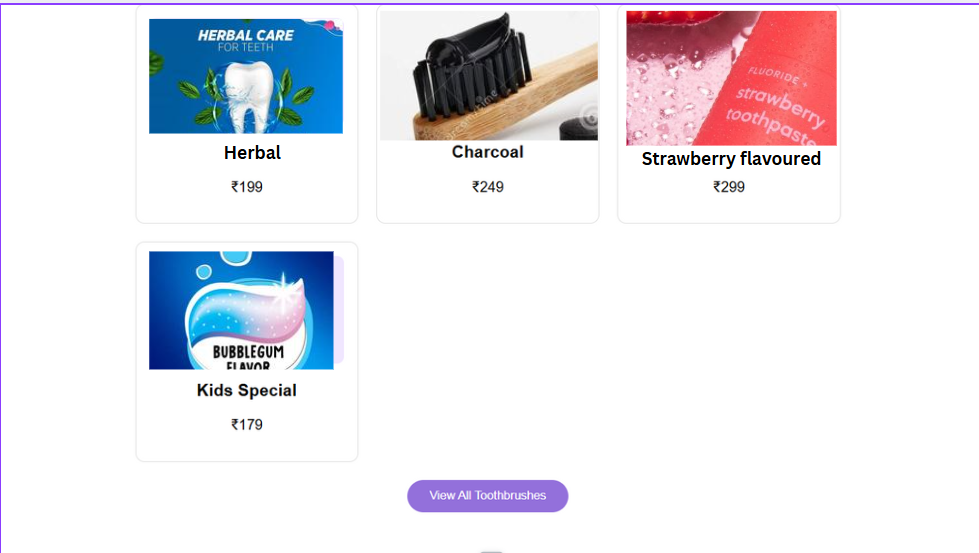 HERBAL CARE
FOR TEETH
Herbal
₹199
Charcoal
₹249
FLUORIDE +
strawberry
toothpaste
Strawberry flavoured
₹299
BUBBLEGUM
FLAVOR
Kids Special
₹179
View All Toothbrushes